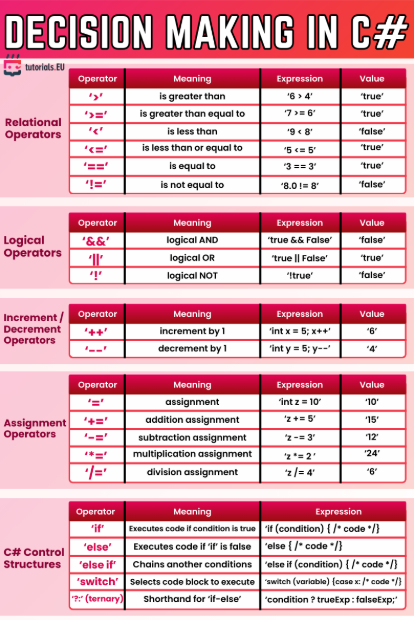 DECISION MAKING IN C#
tutorials.EU
Relational Operators
Operator Meaning Expression Value
‘>’ is greater than ‘6 > 4’ ‘true’
‘>=’ is greater than equal to ‘7 >= 6’ ‘true’
‘<’ is less than ‘9 < 8’ ‘false’
‘<=’ is less than or equal to ‘5 <= 5’ ‘true’
‘==’ is equal to ‘3 == 3’ ‘true’
‘!=’ is not equal to ‘8.0 != 8’ ‘false’
Logical Operators
Operator Meaning Expression Value
‘&&’ logical AND ‘true && False’ ‘false’
‘||’ logical OR ‘true || False’ ‘true’
‘!’ logical NOT ‘!true’ ‘false’
Increment / Decrement Operators
Operator Meaning Expression Value
‘++’ increment by 1 ‘int x = 5; x++’ ‘6’
‘--’ decrement by 1 ‘int y = 5; y--’ ‘4’
Assignment Operators
Operator Meaning Expression Value
‘=’ assignment ‘int z = 10’ ‘10’
‘+=’ addition assignment ‘z += 5’ ‘15’
‘-=’ subtraction assignment ‘z -= 3’ ‘12’
‘*=’ multiplication assignment ‘z *= 2 ‘ ‘24’
‘/=’ division assignment ‘z /= 4’ ‘6’
C# Control Structures
Operator Meaning Expression
‘if’ Executes code if condition is true ‘if (condition) { /* code */}
‘else’ Executes code if ‘if’ is false ‘else { /* code */}
‘else if’ Chains another conditions ‘else if (condition) { /* code */}
‘switch’ Selects code block to execute ‘switch (variable) {case x: /* code */}
‘?:’ (ternary) Shorthand for ‘if-else’ ‘condition ? trueExp : falseExp;’